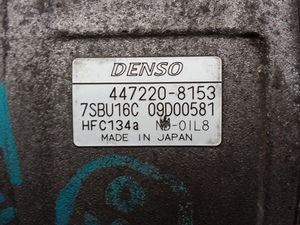 DENSO
447220-8153
7SBU16C 09D00581
HFC134a ND-OIL8
MADE IN JAPAN